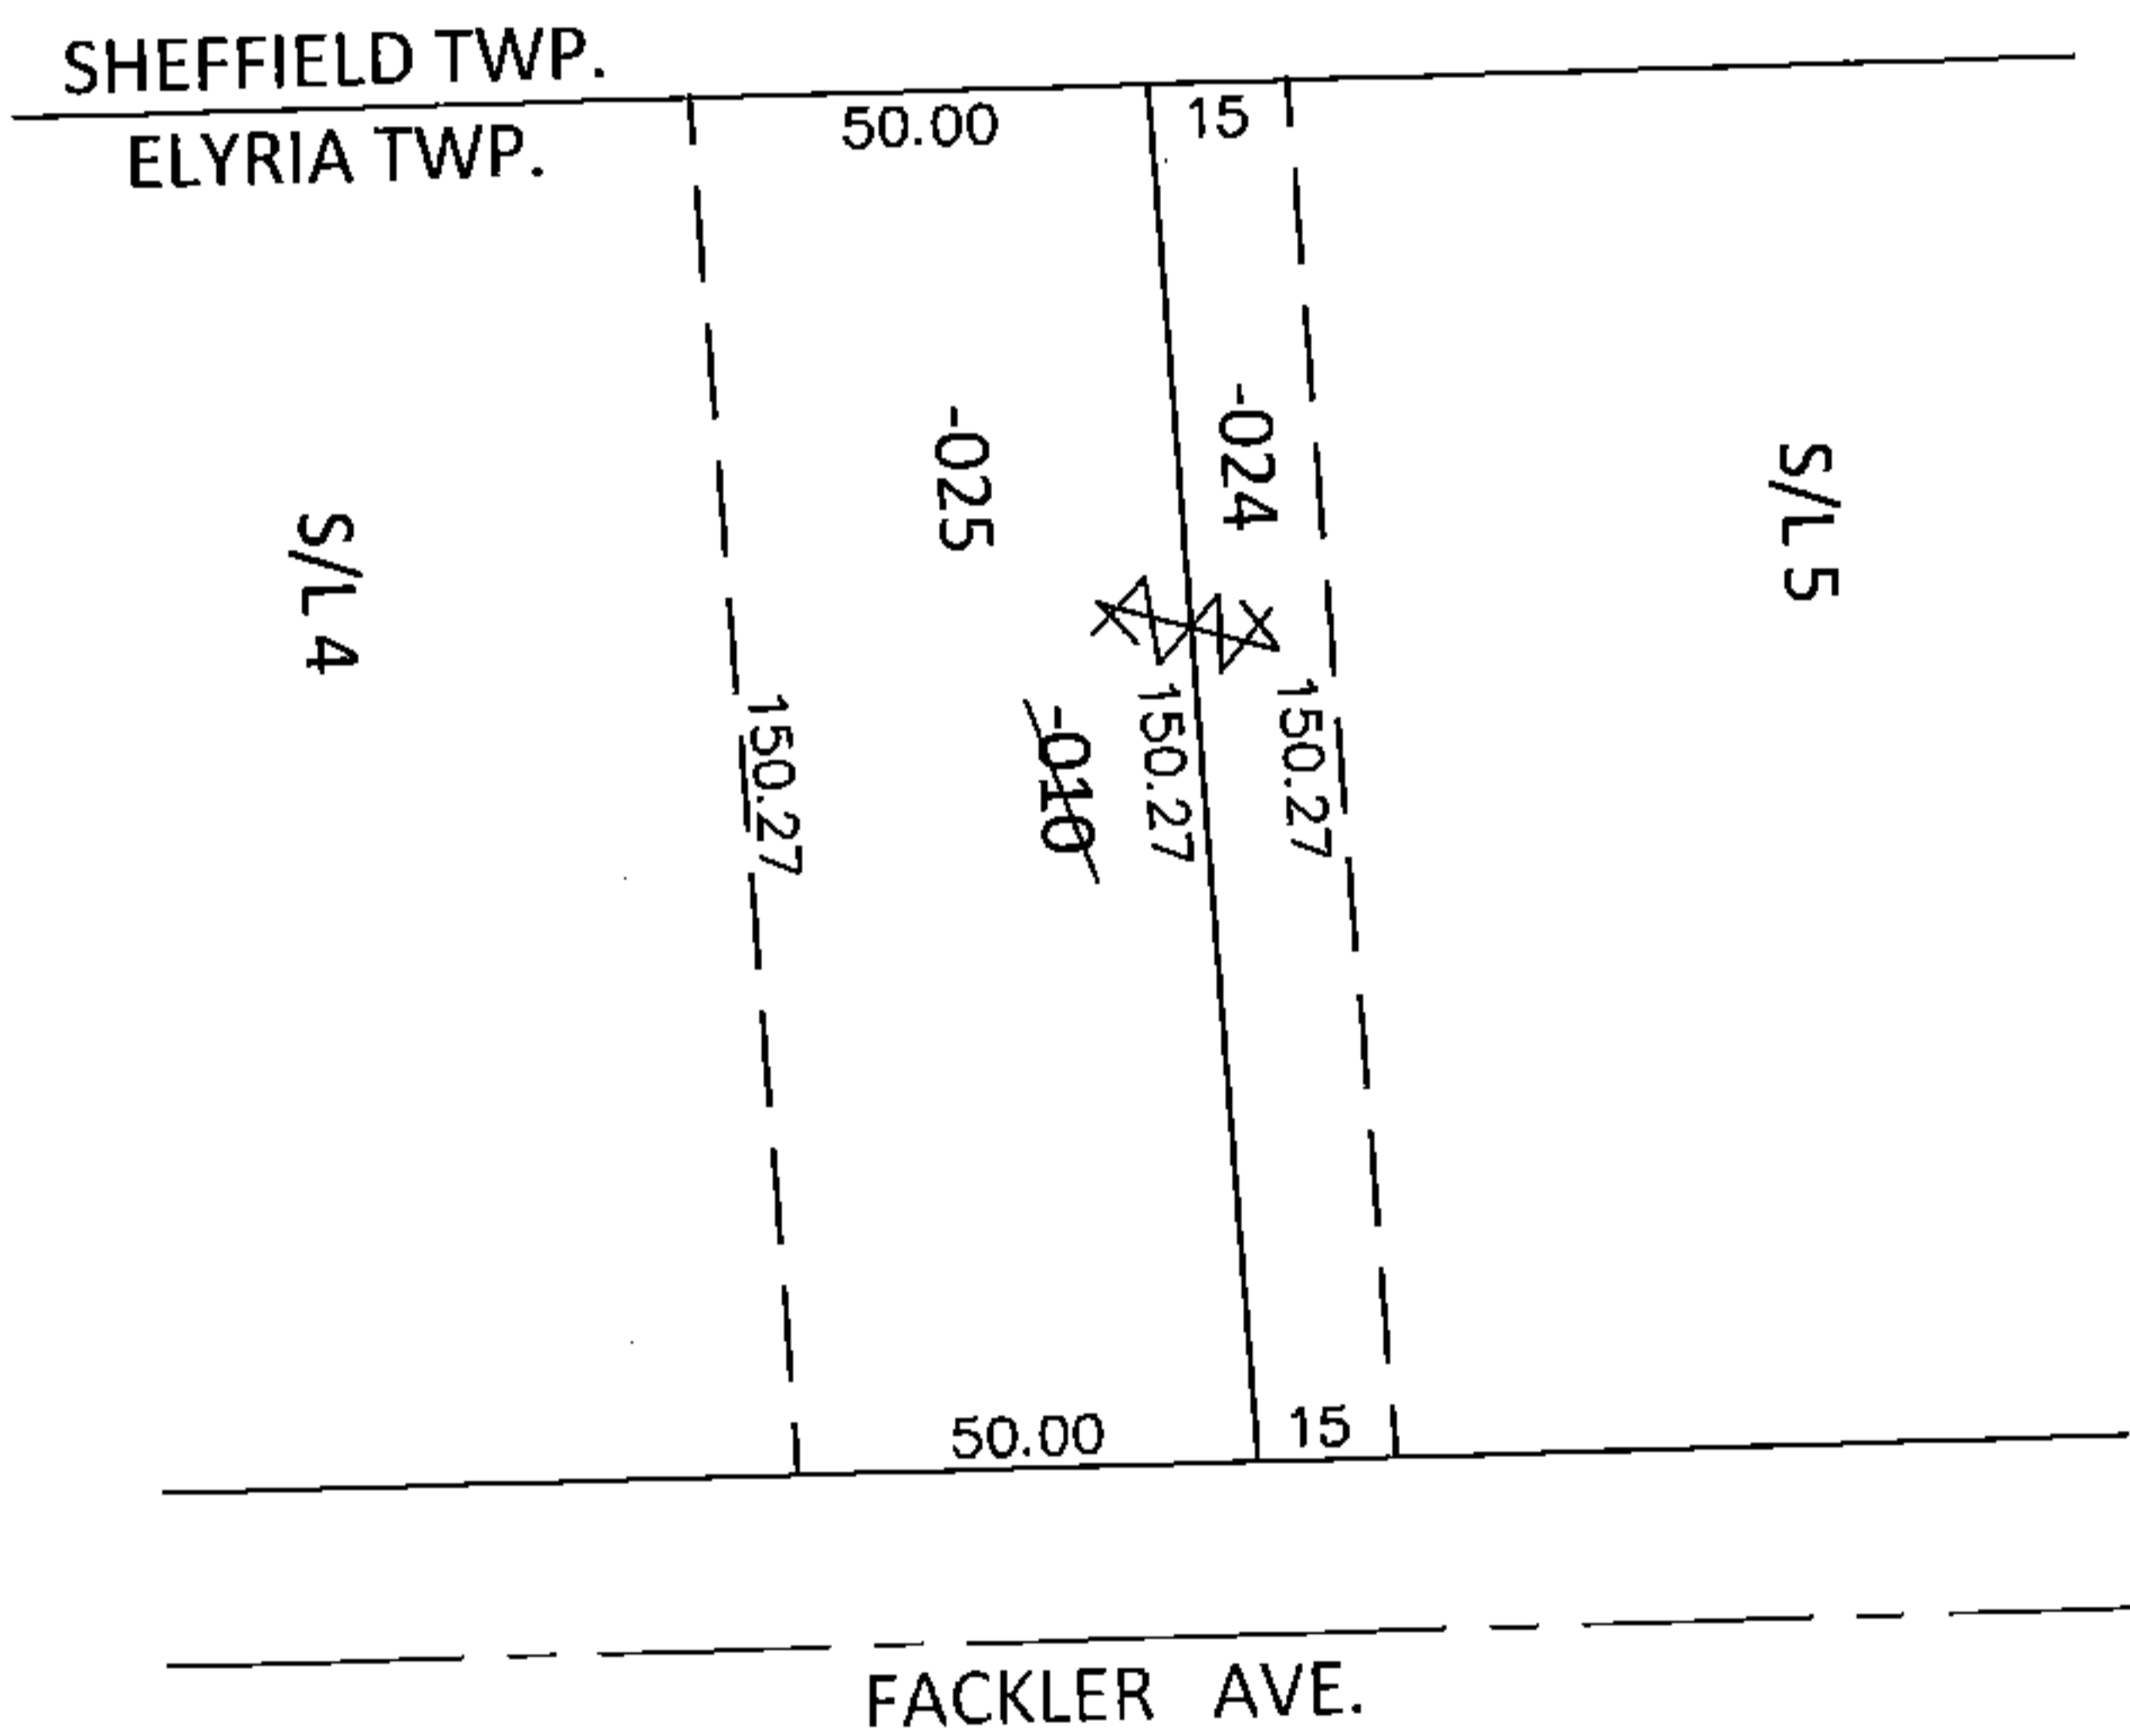 SHEFFIELD TWP.
ELYRIA TWP.
50.00
15
-025
-024
S/L 4
S/L 5
150.27
-010
150.27
150.27
50.00
15
FACKLER AVE.